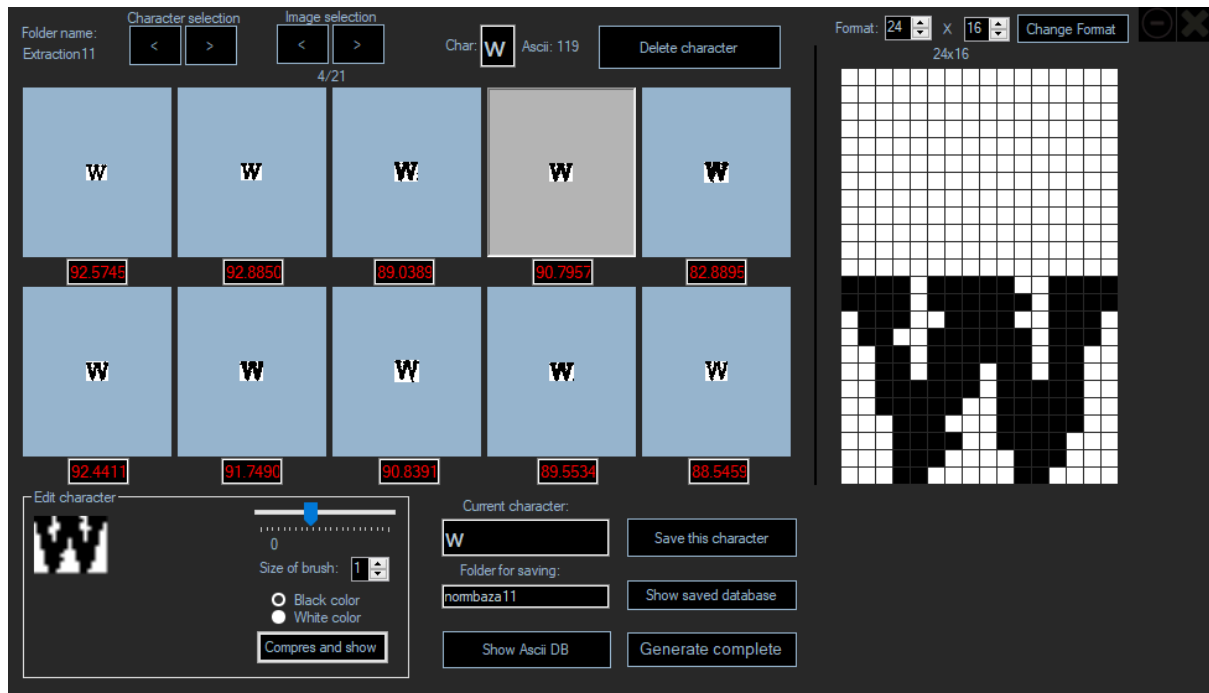 Folder name:
Extraction11
Character selection
< >
Image selection
< >
4/21
Char: w Ascii: 119
Delete character
Format: 24 X 16 Change Format
24x16
92.5745 92.8850 89.0389 90.7957 82.8895
92.4411 91.7490 90.8391 89.5534 88.5459
Edit character
0
Size of brush: 1
Black color
White color
Compres and show
Current character:
w
Folder for saving:
normbaza11
Show Ascii DB
Save this character
Show saved database
Generate complete